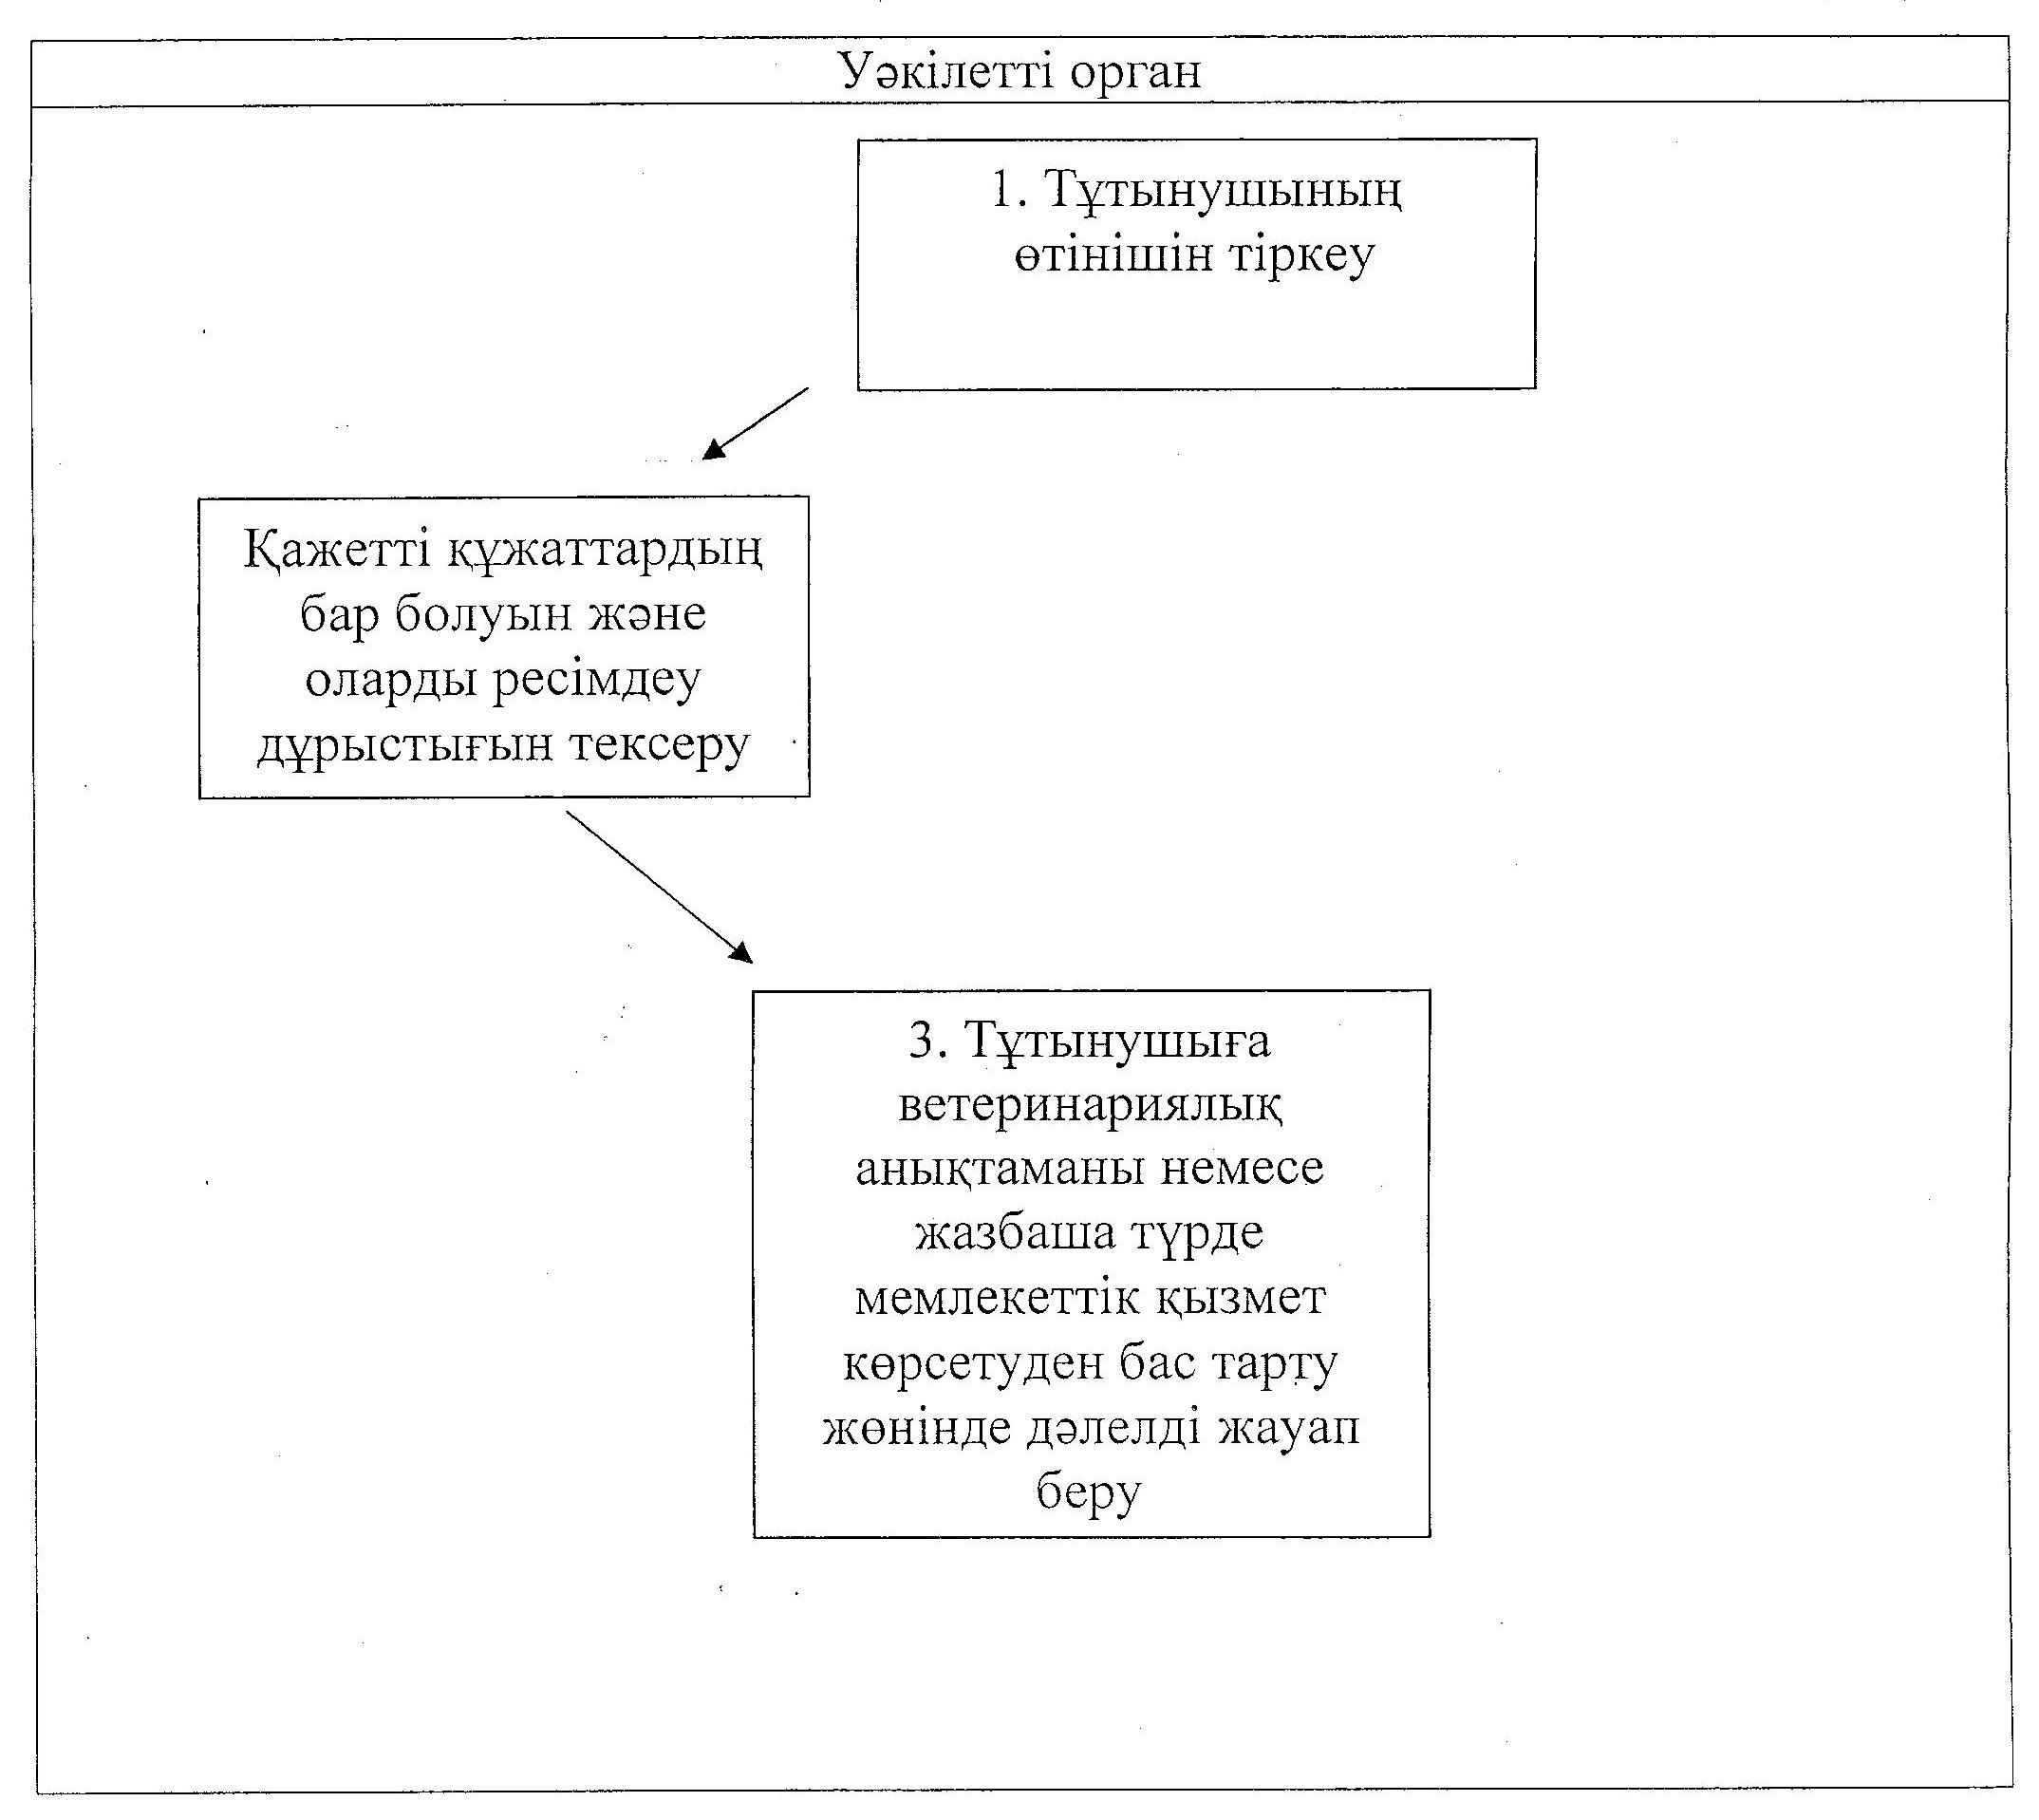 Уәкілетті орган
1. Тұтынушының
өтінішін тіркеу
Қажетті құжаттардың
бар болуын және
оларды ресімдеу
дұрыстығын тексеру
3. Тұтынушыға
ветеринариялық
анықтаманы немесе
жазбаша түрде
мемлекеттік қызмет
көрсетуден бас тарту
жөнінде дәлелді жауап
беру